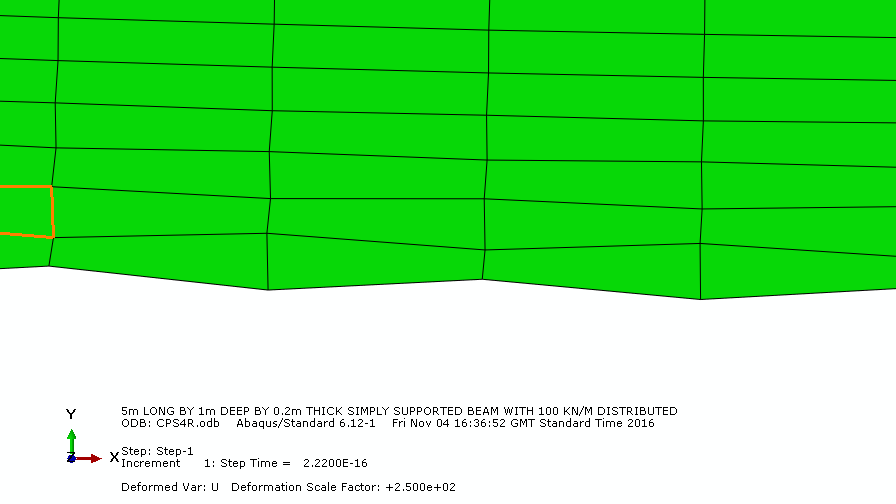 5m LONG BY 1m DEEP BY 0.2m THICK SIMPLY SUPPORTED BEAM WITH 100 KN/M DISTRIBUTED
ODB: CPS4R.odb Abaqus/Standard 6.12-1 Fri Nov 04 16:36:52 GMT Standard Time 2016
Y
Z X
Step: Step-1
Increment 1: Step Time = 2.2200E-16
Deformed Var: U Deformation Scale Factor: +2.500e+02